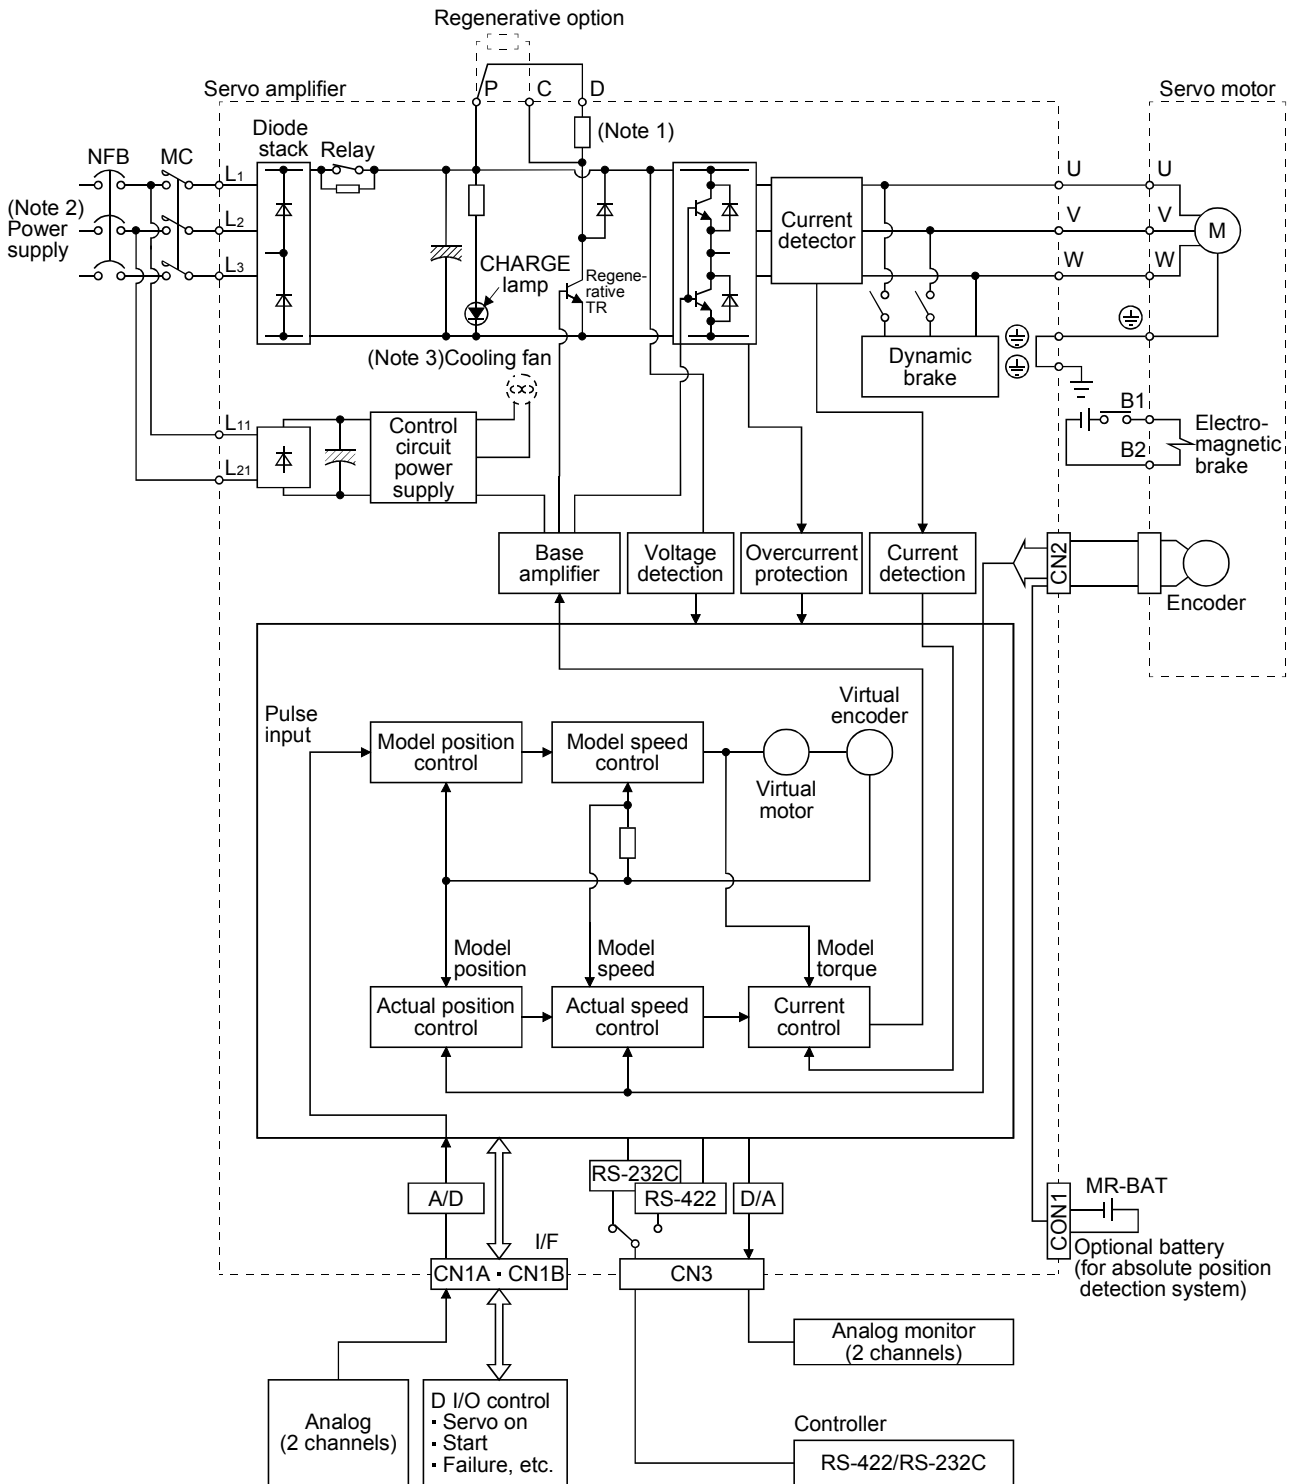 Regenerative option
Servo amplifier
P
C
D
Servo motor
Diode
stack
Relay
(Note 1)
NFB
MC
L1
U
U
(Note 2)
Power
supply
L2
Current
detector
V
V
M
L3
W
W
CHARGE
lamp
Regene-
rative
TR
(Note 3)Cooling fan
Dynamic
brake
B1
B2
Electro-
magnetic
brake
L11
L21
Control
circuit
power
supply
Base
amplifier
Voltage
detection
Overcurrent
protection
Current
detection
CN2
Encoder
Pulse
input
Virtual
encoder
Model position
control
Model speed
control
Virtual
motor
Model
position
Model
speed
Model
torque
Actual position
control
Actual speed
control
Current
control
RS-232C
A/D
RS-422
D/A
CON1
MR-BAT
I/F
Optional battery
(for absolute position
detection system)
CN1A・CN1B
CN3
Analog monitor
(2 channels)
Analog
(2 channels)
D I/O control
・Servo on
・Start
・Failure, etc.
Controller
RS-422/RS-232C